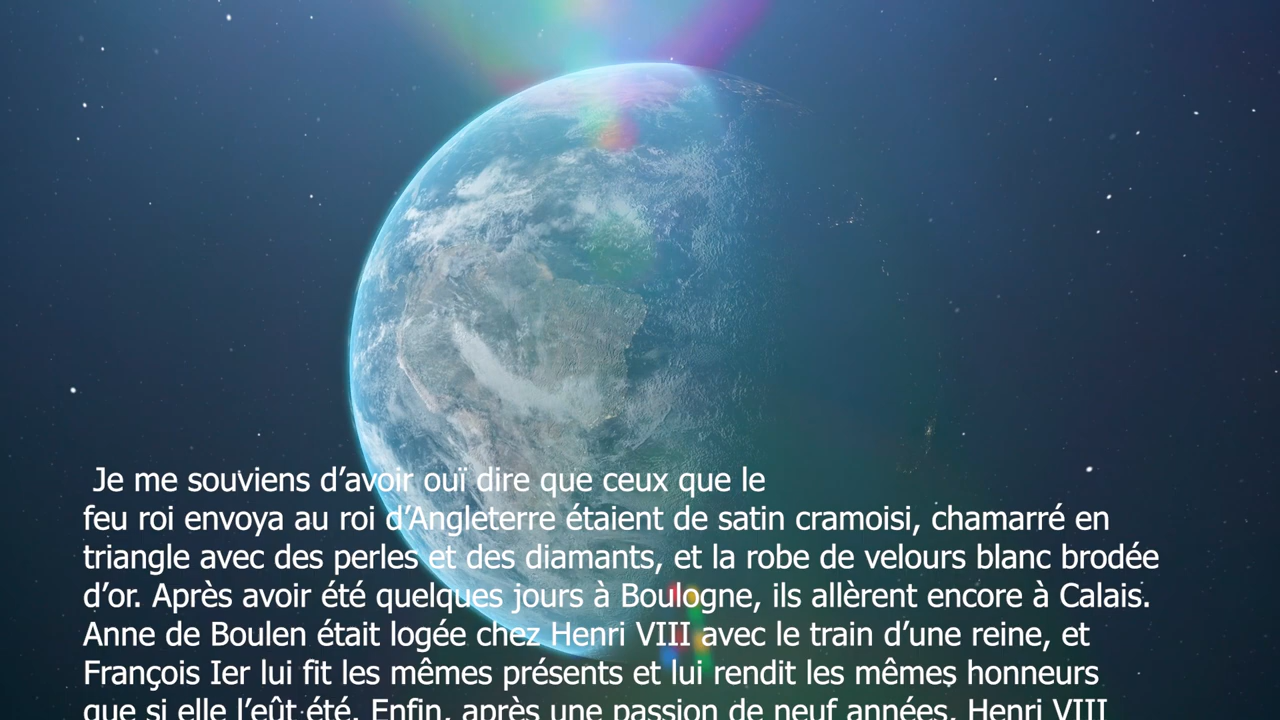 Je me souviens d’avoir ouï dire que ceux que le
feu roi envoya au roi d’Angleterre étaient de satin cramoisi, chamarré en
triangle avec des perles et des diamants, et la robe de velours blanc brodée
d’or. Après avoir été quelques jours à Boulogne, ils allèrent encore à Calais.
Anne de Boulen était logée chez Henri VIII avec le train d’une reine, et
François Ier lui fit les mêmes présents et lui rendit les mêmes honneurs
que si elle l’eût été. Enfin, après une passion de neuf années, Henri VIII